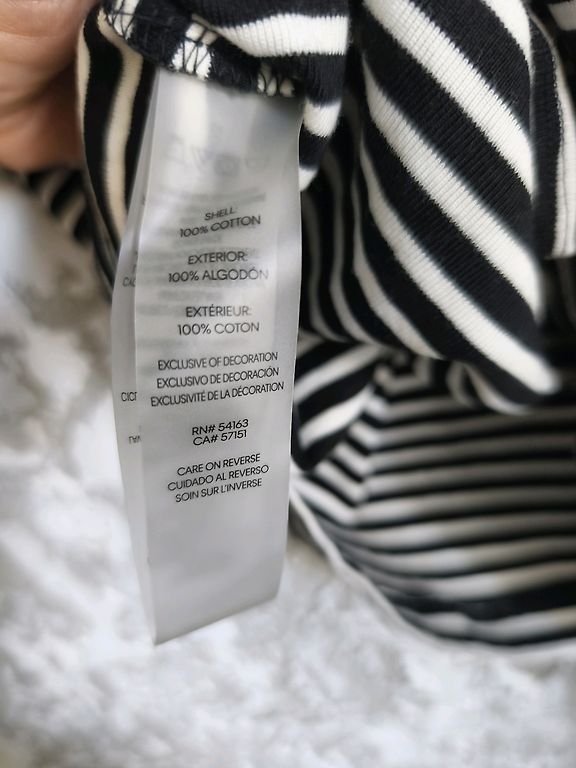 SHELL:
100% COTTON
EXTERIOR:
100% ALGODÓN
EXTÉRIEUR:
100% COTON
EXCLUSIVE OF DECORATION
EXCLUSIVO DE DECORACIÓN
EXCLUSIVITÉ DE LA DÉCORATION
RN# 54163
CA# 57151
CARE ON REVERSE
CUIDADO AL REVERSO
SOIN SUR L'INVERSE